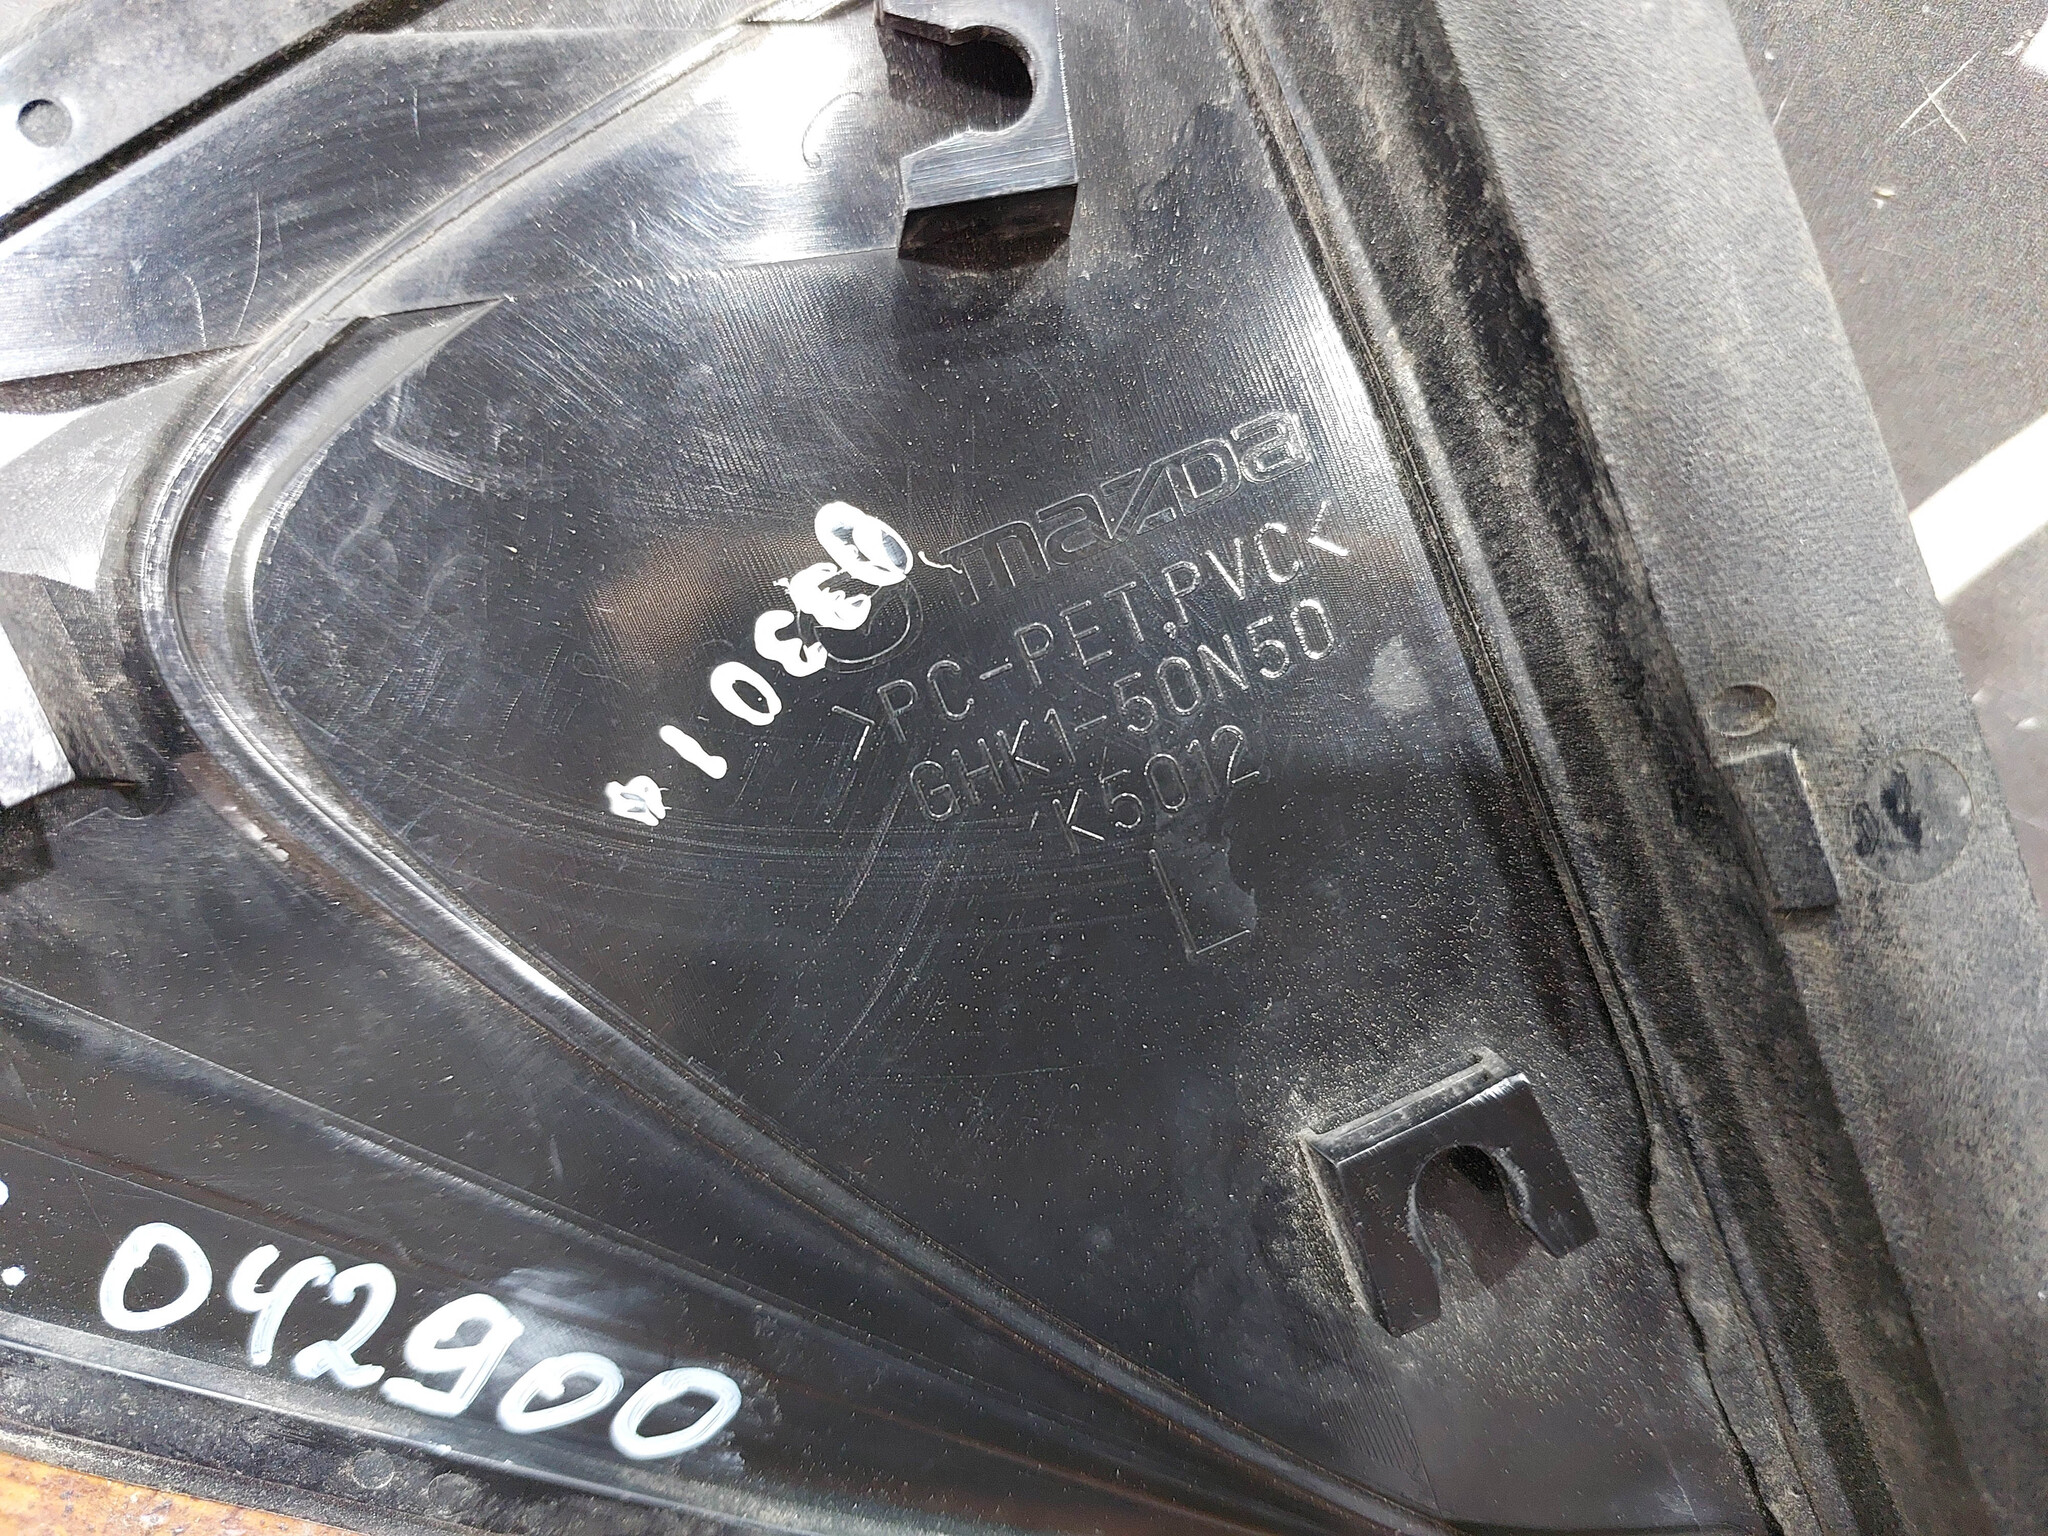 mazda
>PC-PET,PVC<
GHK1-50N50
K5012
L
042900